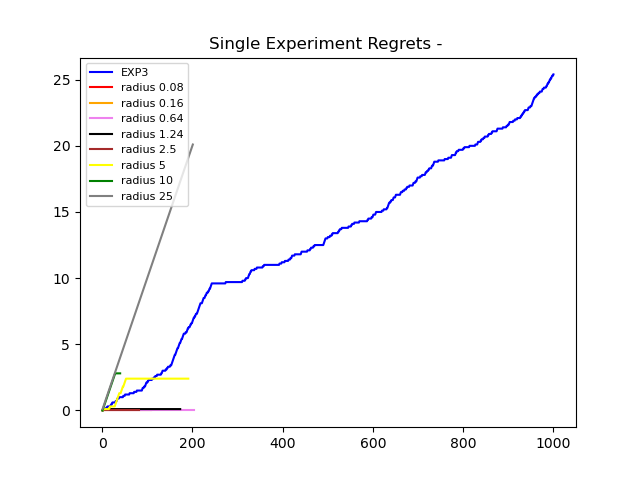 Single Experiment Regrets -
EXP3
radius 0.08
radius 0.16
radius 0.64
radius 1.24
radius 2.5
radius 5
radius 10
radius 25
25
20
15
10
5
0
0 200 400 600 800 1000